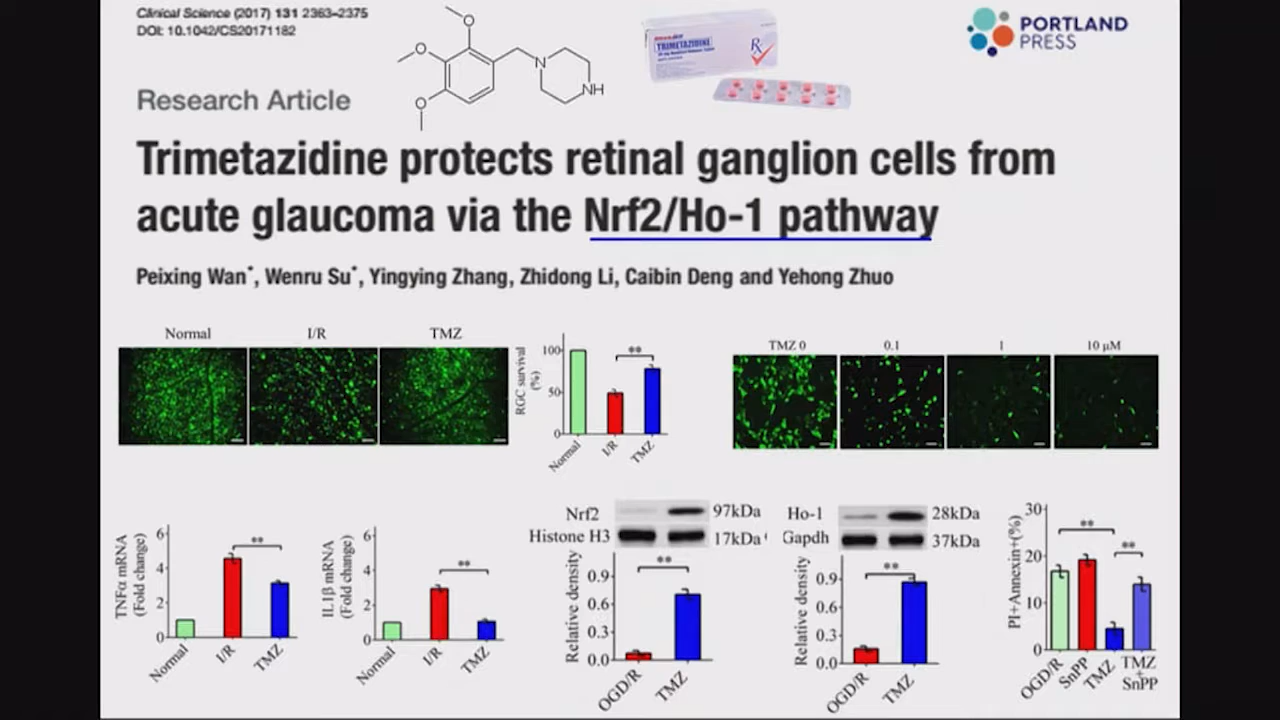 Clinical Science (2017) 131 2363–2375
DOI: 10.1042/CS20171182
PORTLAND
PRESS
TRIMETAZIDINE
Rx
O
O
O
N
NH
Research Article
Trimetazidine protects retinal ganglion cells from
acute glaucoma via the Nrf2/Ho-1 pathway
Peixing Wan*, Wenru Su*, Yingying Zhang, Zhidong Li, Caibin Deng and Yehong Zhuo
Normal I/R TMZ
RGC survival
(%)
100
50
0
**
Normal I/R TMZ
TMZ 0 0.1 1 10 μM
TNFα mRNA
(Fold change)
6
4
2
0
**
Normal I/R TMZ
IL1β mRNA
(Fold change)
6
4
2
0
**
Normal I/R TMZ
Nrf2 97kDa
Histone H3 17kDa
Relative density
0.9
0.6
0.3
0.0
**
OGD/R TMZ
Ho-1 28kDa
Gapdh 37kDa
Relative density
0.9
0.6
0.3
0.0
**
OGD/R TMZ
PI+Annexin+(%)
30
20
10
0
**
**
OGD/R SnPP TMZ TMZ
+
SnPP